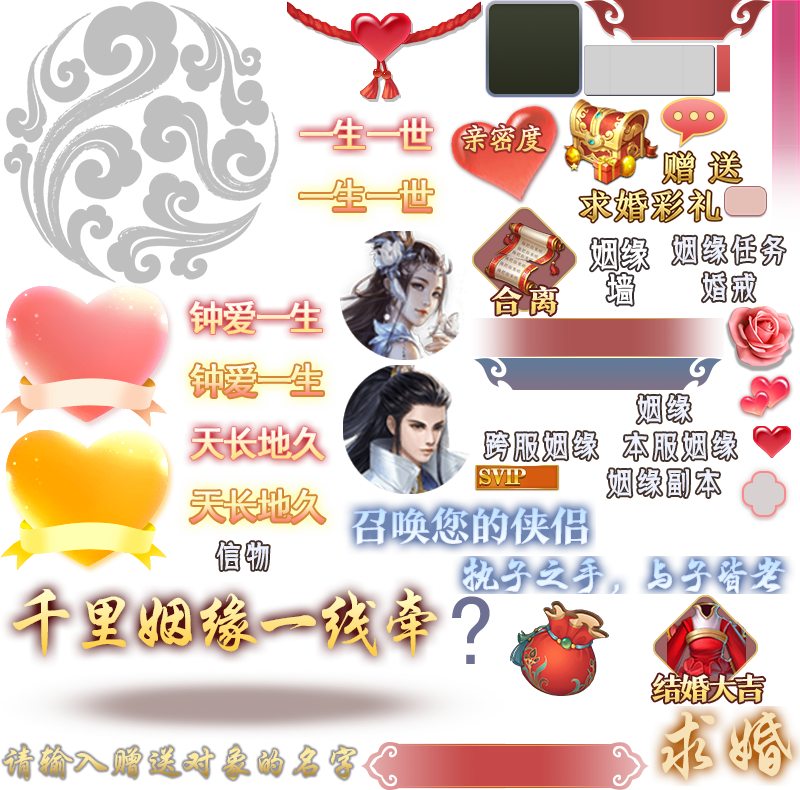 一生一世
亲密度
赠送
一生一世
求婚彩礼
合离
姻缘
墙
姻缘任务
婚戒
钟爱一生
钟爱一生
姻缘
天长地久
跨服姻缘
本服姻缘
SVIP
姻缘副本
天长地久
召唤您的侠侣
信物
执子之手，与子皆老
千里姻缘一线牵
?
结婚大吉
求婚
请输入赠送对象的名字